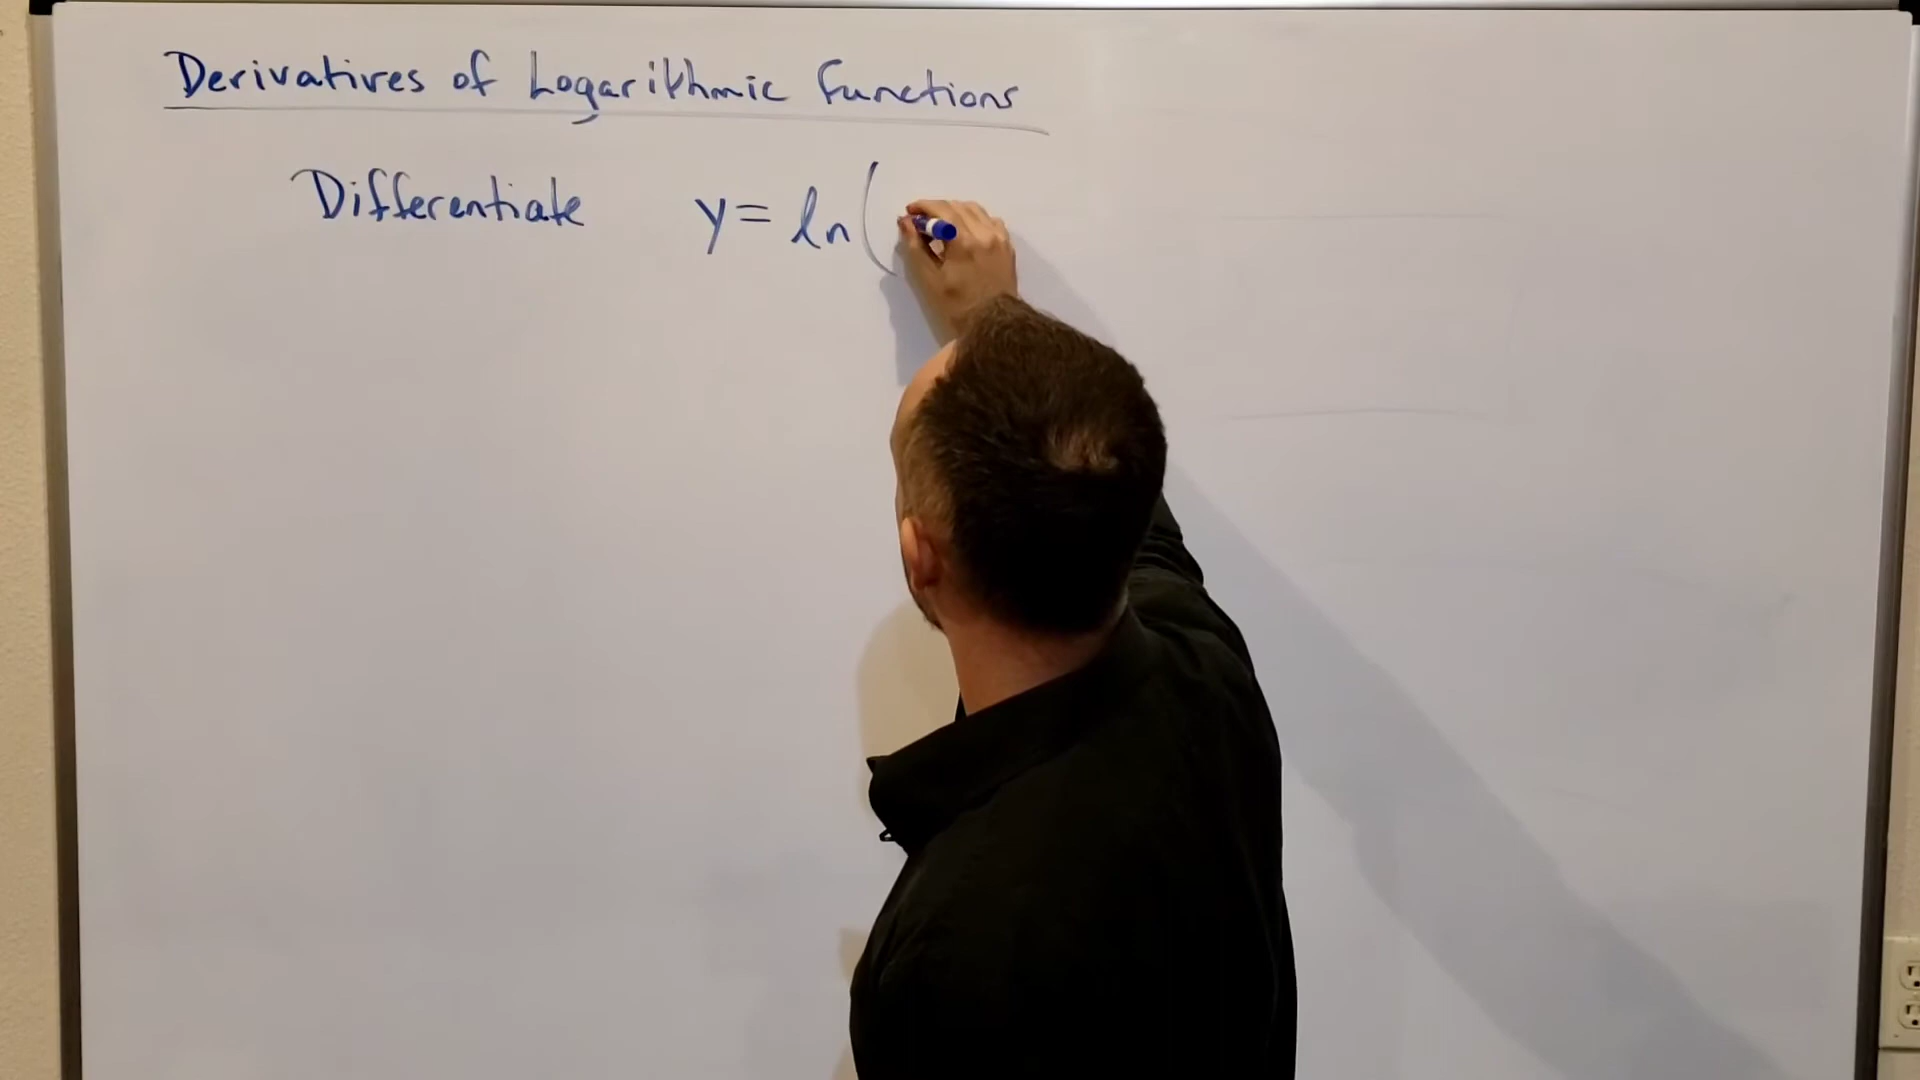 Derivatives of Logarithmic Functions
Differentiate y = ln(